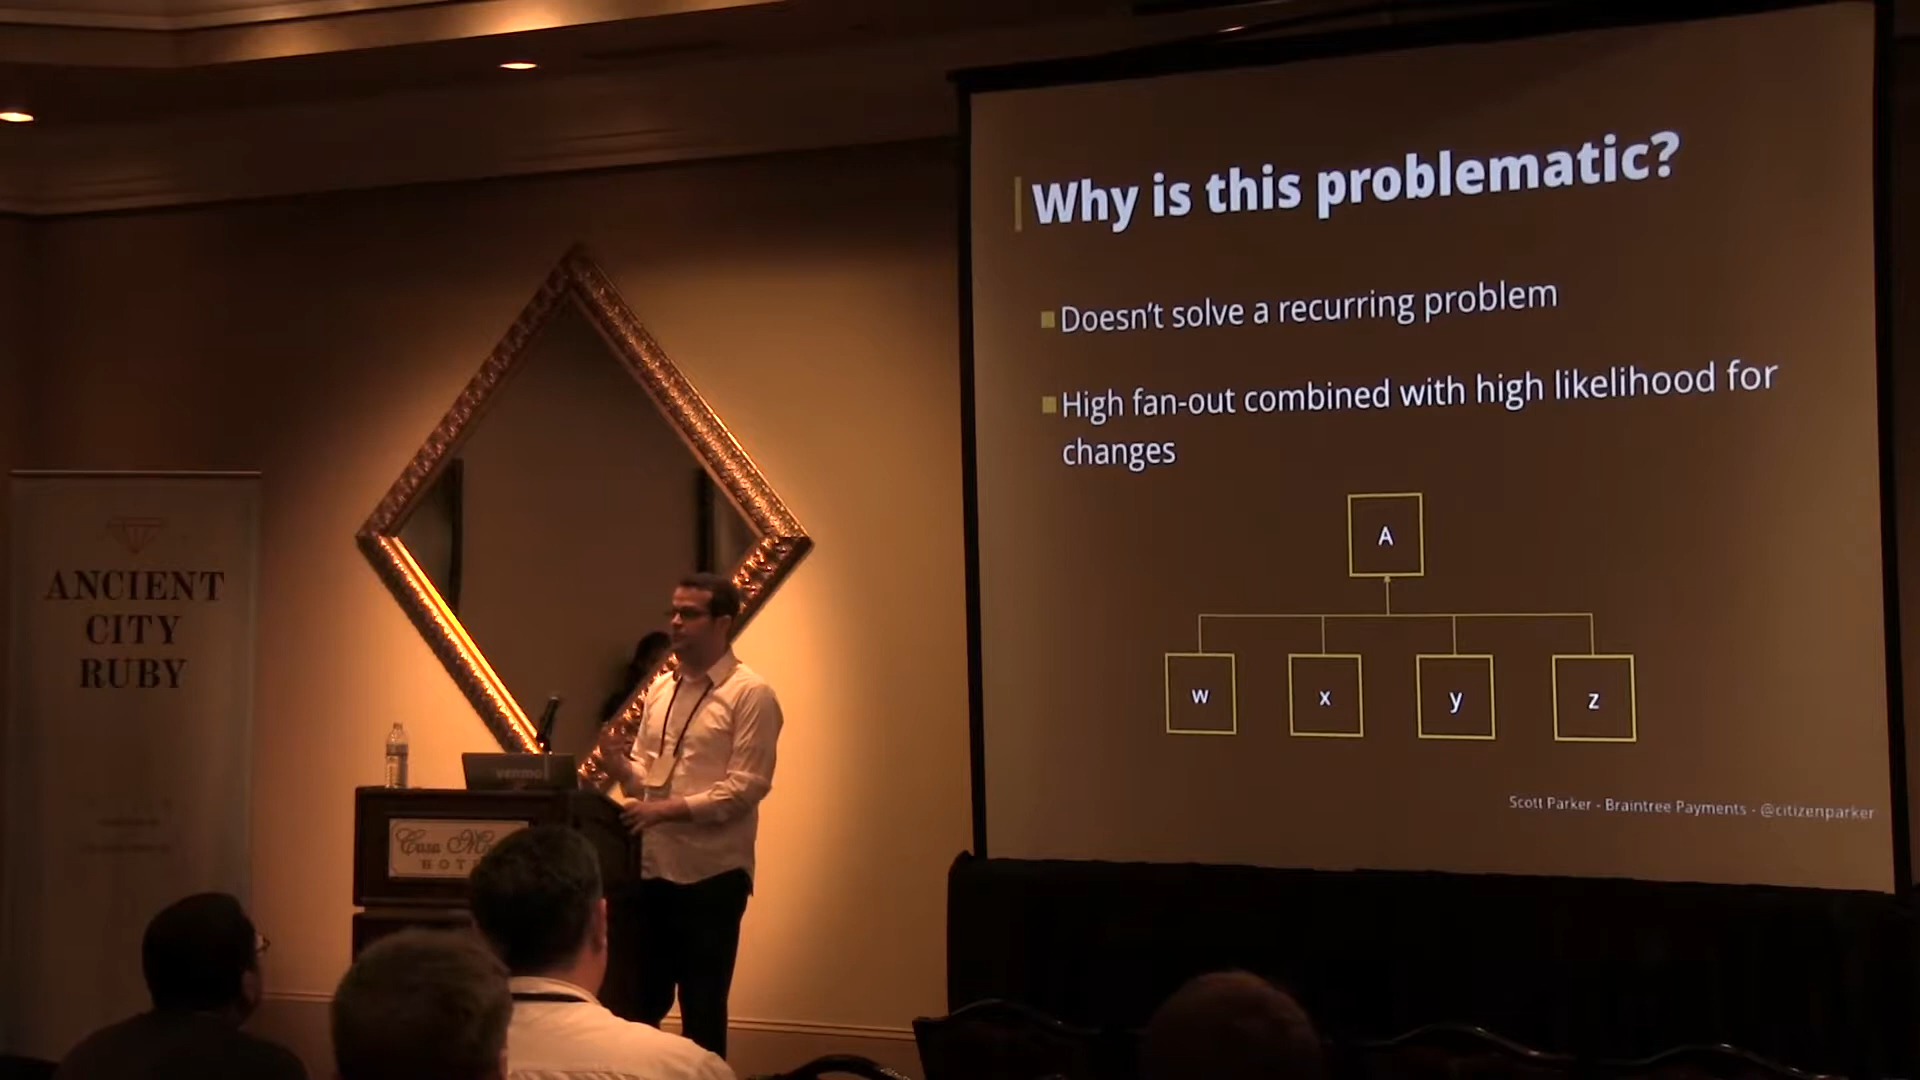 Why is this problematic?
Doesn't solve a recurring problem
High fan-out combined with high likelihood for
changes
A
w x y z
Scott Parker - Braintree Payments - @citizenparker
ANCIENT
CITY
RUBY
venmo
Casa